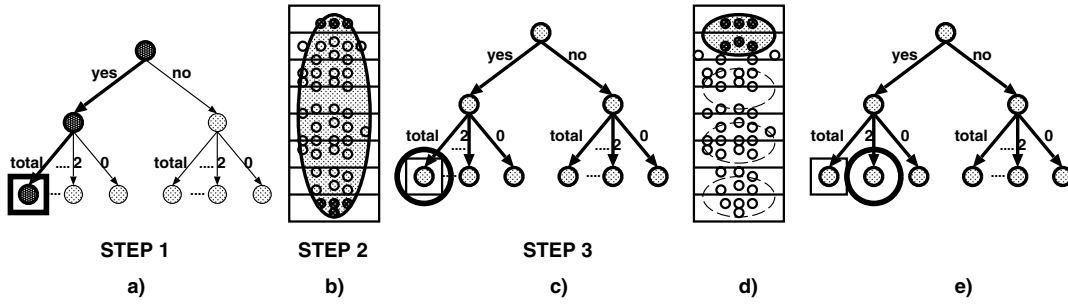 yes
no
total
....2
0
total
....2
0
STEP 1
a)
STEP 2
b)
yes
no
total
2
....
0
total
....2
0
STEP 3
c)
d)
yes
no
total
2
0
total
....2
0
e)